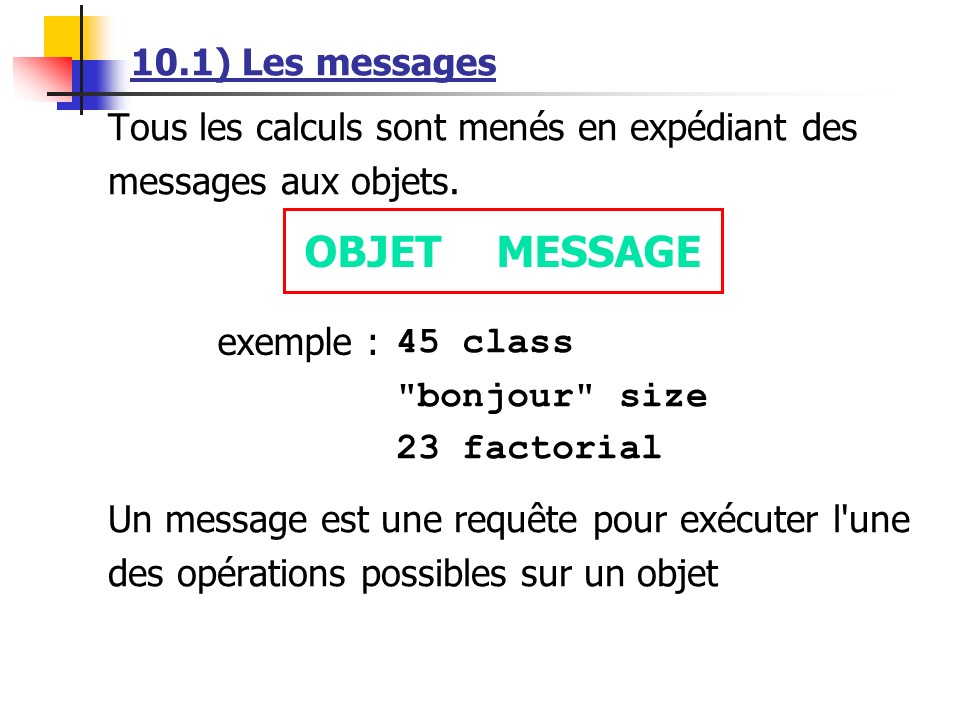 10.1) Les messages
Tous les calculs sont menés en expédiant des
messages aux objets.
OBJET MESSAGE
exemple : 45 class
"bonjour" size
23 factorial
Un message est une requête pour exécuter l'une
des opérations possibles sur un objet